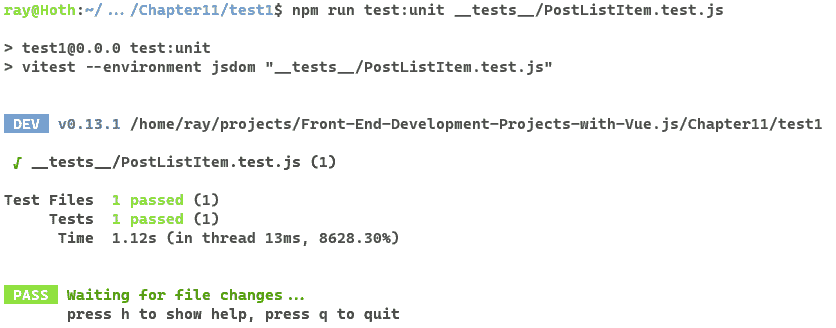 ray@Hoth:~/.../Chapter11/test1$ npm run test:unit __tests__/PostListItem.test.js
> test1@0.0.0 test:unit
> vitest --environment jsdom "__tests__/PostListItem.test.js"
DEV v0.13.1 /home/ray/projects/Front-End-Development-Projects-with-Vue.js/Chapter11/test1
√ __tests__/PostListItem.test.js (1)
Test Files 1 passed (1)
Tests 1 passed (1)
Time 1.12s (in thread 13ms, 8628.30%)
PASS Waiting for file changes...
press h to show help, press q to quit